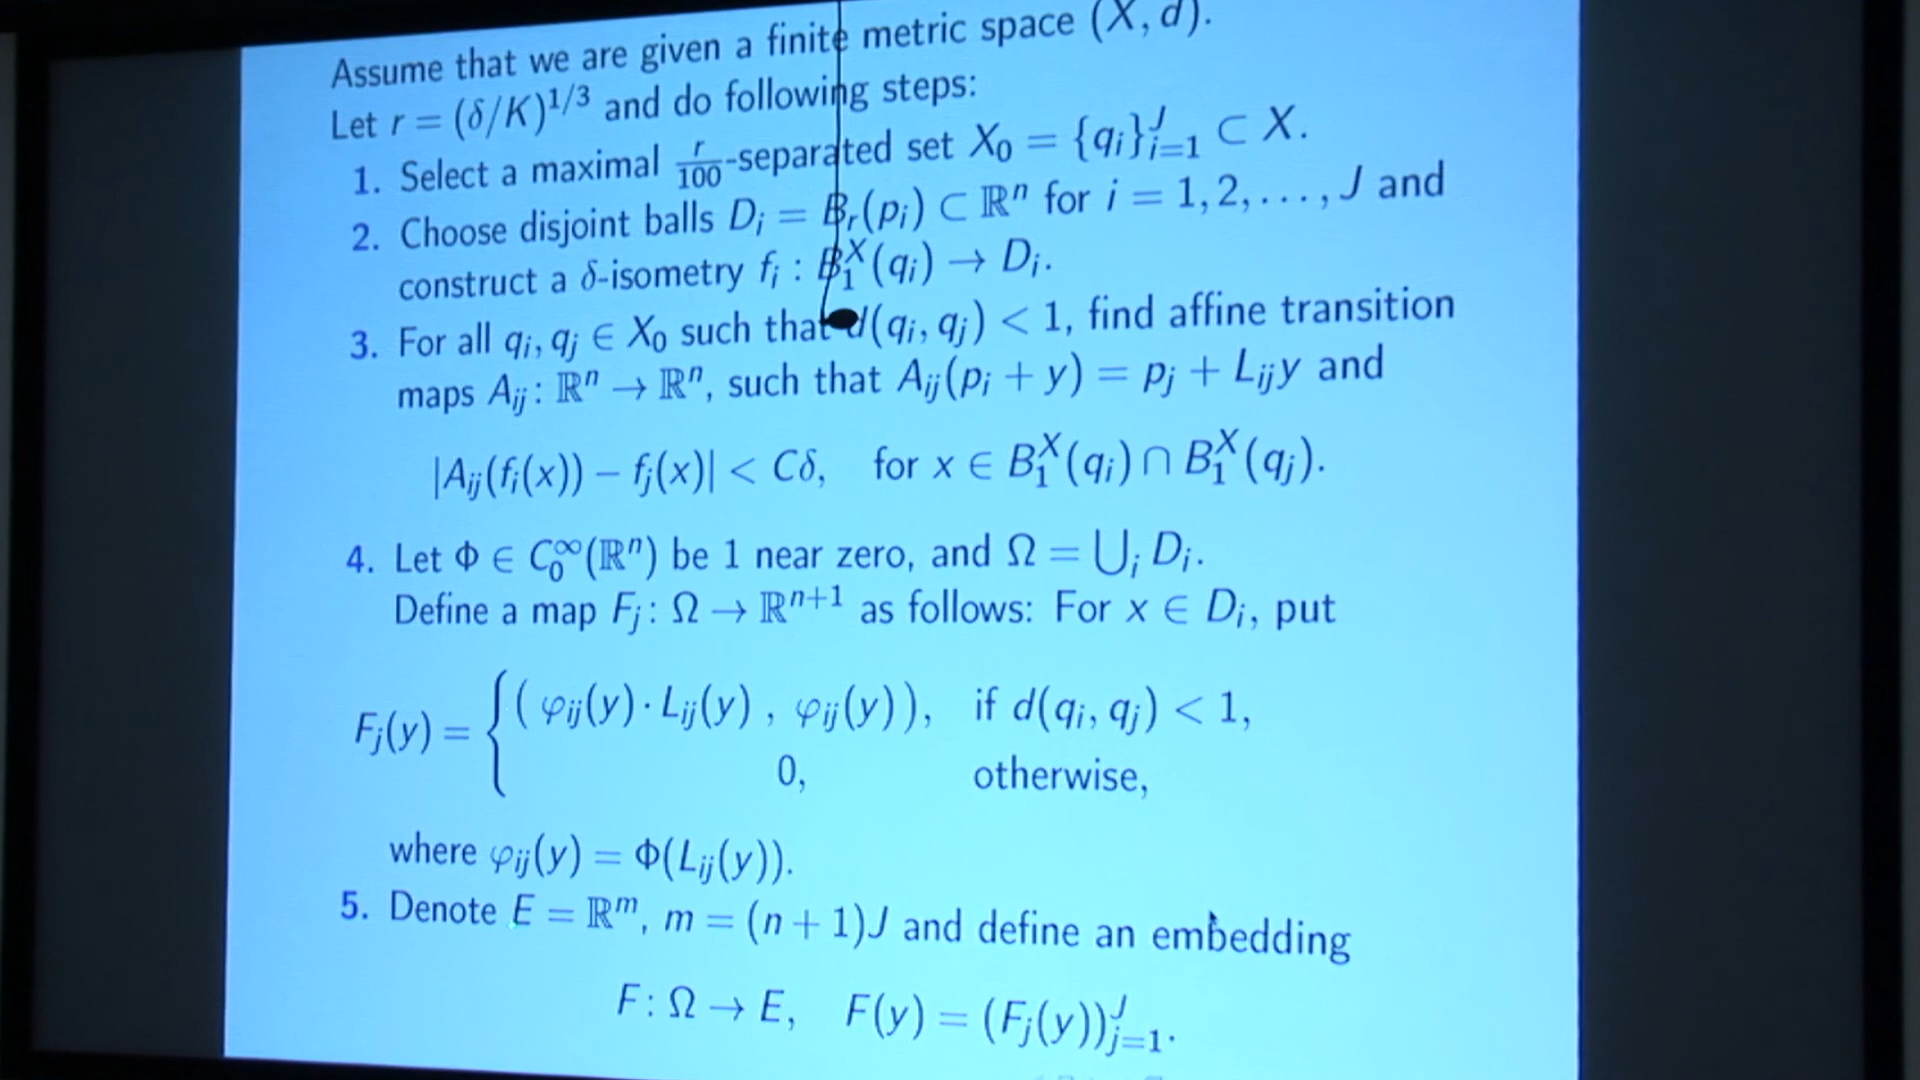 Assume that we are given a finite metric space (X, d).
Let r = (δ/K)^{1/3} and do following steps:
1. Select a maximal r/100-separated set X₀ = {qᵢ}ᴶᵢ₌₁ ⊂ X.
2. Choose disjoint balls Dᵢ = Bᵣ(pᵢ) ⊂ ℝⁿ for i = 1, 2, . . . , J and
construct a δ-isometry fᵢ : B₁ˣ(qᵢ) → Dᵢ.
3. For all qᵢ, qⱼ ∈ X₀ such that d(qᵢ, qⱼ) < 1, find affine transition
maps Aᵢⱼ : ℝⁿ → ℝⁿ, such that Aᵢⱼ(pᵢ + y) = pⱼ + Lᵢⱼy and
|Aᵢⱼ(fᵢ(x)) − fⱼ(x)| < Cδ, for x ∈ B₁ˣ(qᵢ) ∩ B₁ˣ(qⱼ).
4. Let Φ ∈ C₀^∞(ℝⁿ) be 1 near zero, and Ω = ⋃ᵢ Dᵢ.
Define a map Fⱼ : Ω → ℝⁿ⁺¹ as follows: For x ∈ Dᵢ, put
Fⱼ(y) = { ( φᵢⱼ(y) · Lᵢⱼ(y) , φᵢⱼ(y) ), if d(qᵢ, qⱼ) < 1,
0, otherwise,
where φᵢⱼ(y) = Φ(Lᵢⱼ(y)).
5. Denote E = ℝᵐ, m = (n + 1)J and define an embedding
F : Ω → E, F(y) = (Fⱼ(y))ᴶⱼ₌₁.